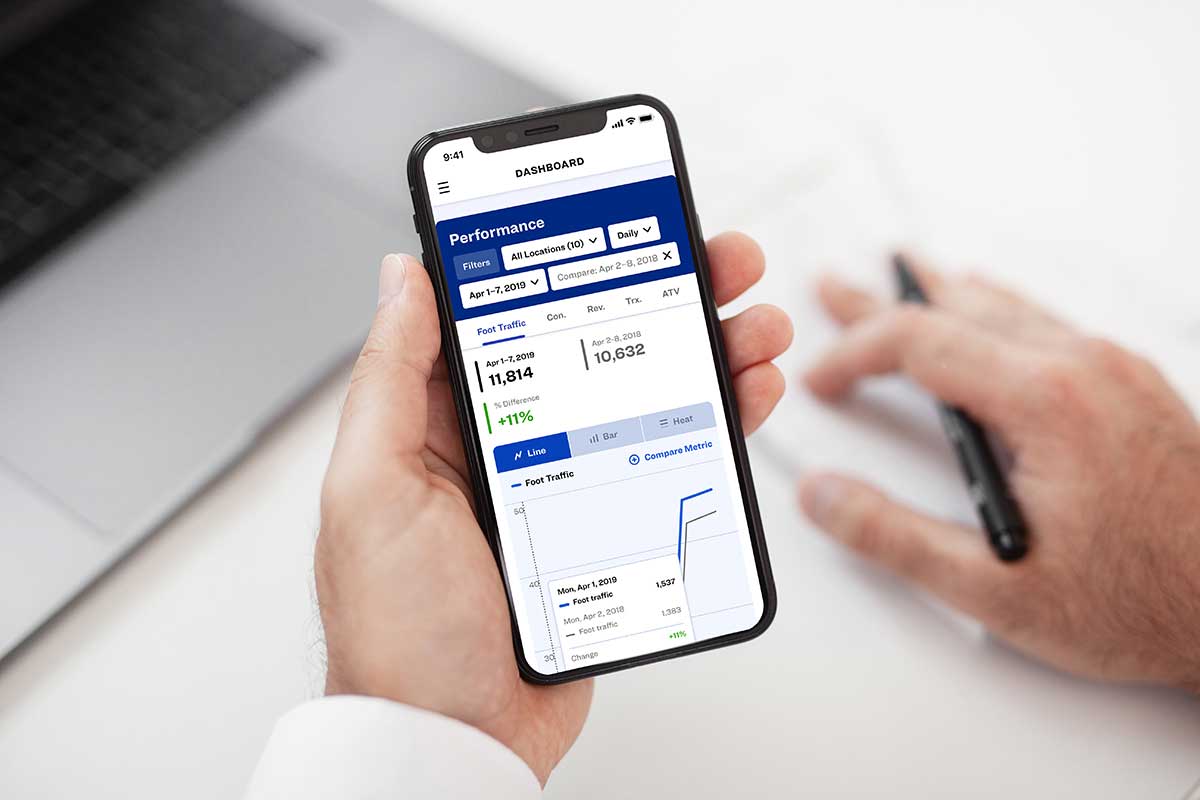 9:41
DASHBOARD
Performance
Filters All Locations (10) Daily
Apr 1–7, 2019 Compare: Apr 2–8, 2018
Foot Traffic Con. Rev. Trx. ATV
Apr 1–7, 2019 Apr 2–8, 2018
11,814 10,632
% Difference
+11%
Line Bar Heat
Compare Metric
Foot Traffic
50
40
Mon, Apr 1, 2019
Foot traffic 1,537
Mon, Apr 2, 2018
Foot traffic 1,383
Change +11%
30